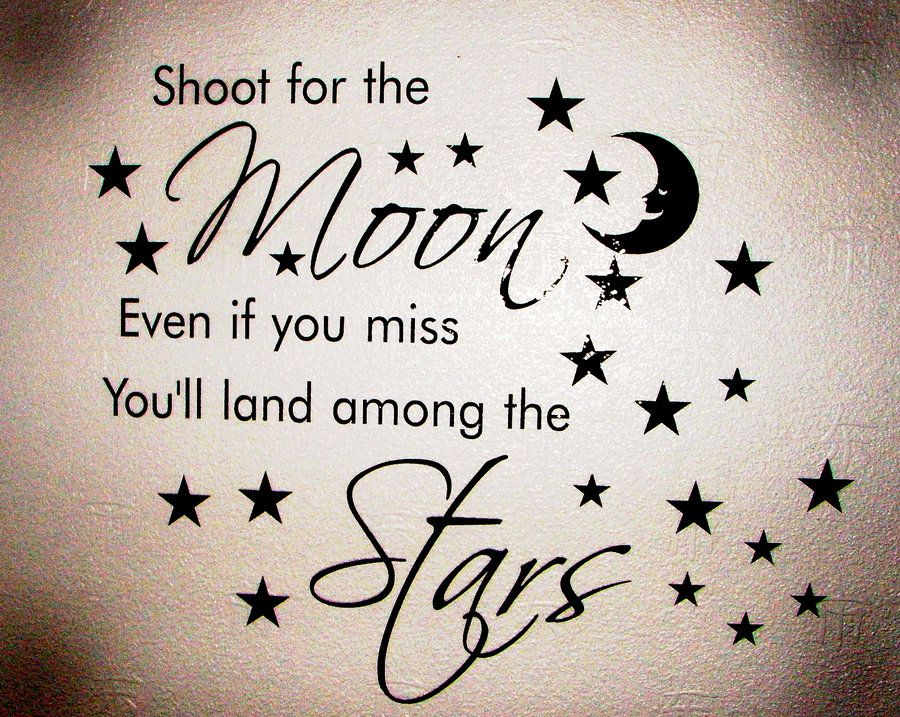 Shoot for the
Moon
Even if you miss
You'll land among the
Stars